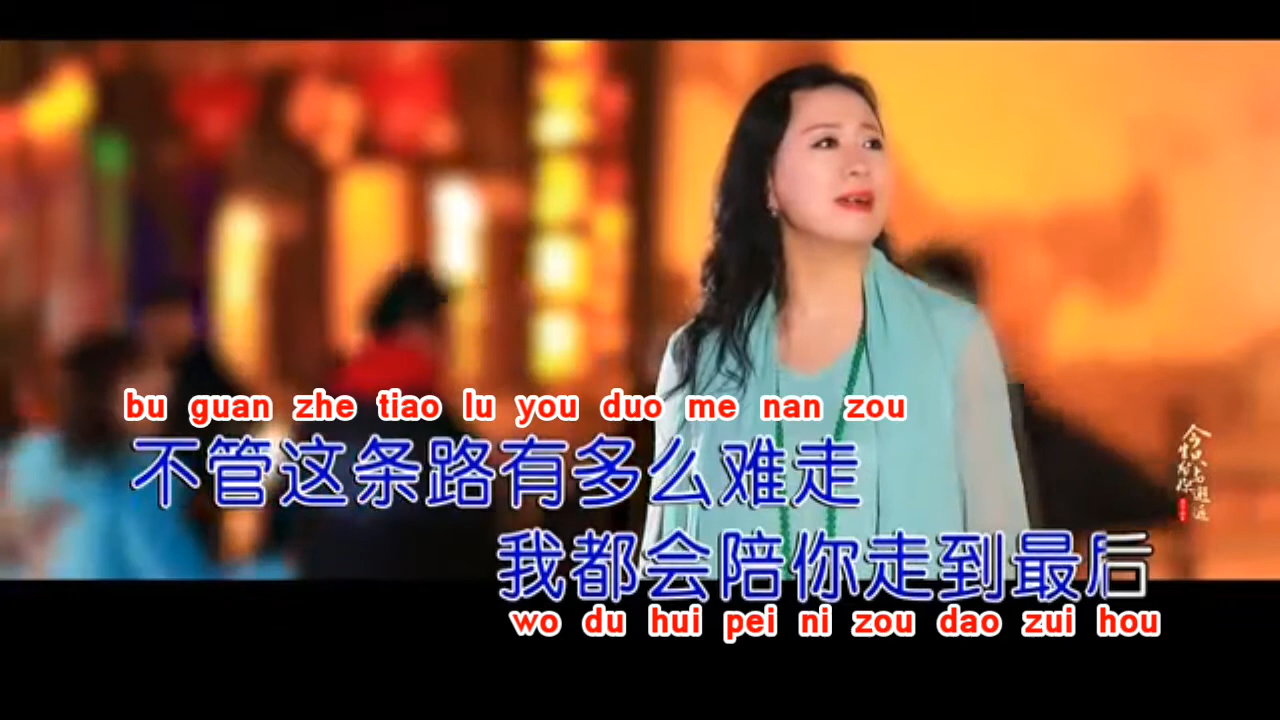 bu guan zhe tiao lu you duo me nan zou
不管这条路有多么难走
我都会陪你走到最后
wo du hui pei ni zou dao zui hou